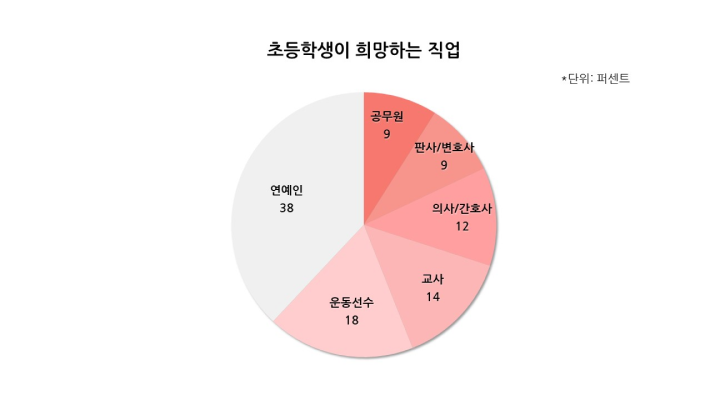 초등학생이 희망하는 직업
*단위: 퍼센트
공무원
9
판사/변호사
9
의사/간호사
12
교사
14
운동선수
18
연예인
38